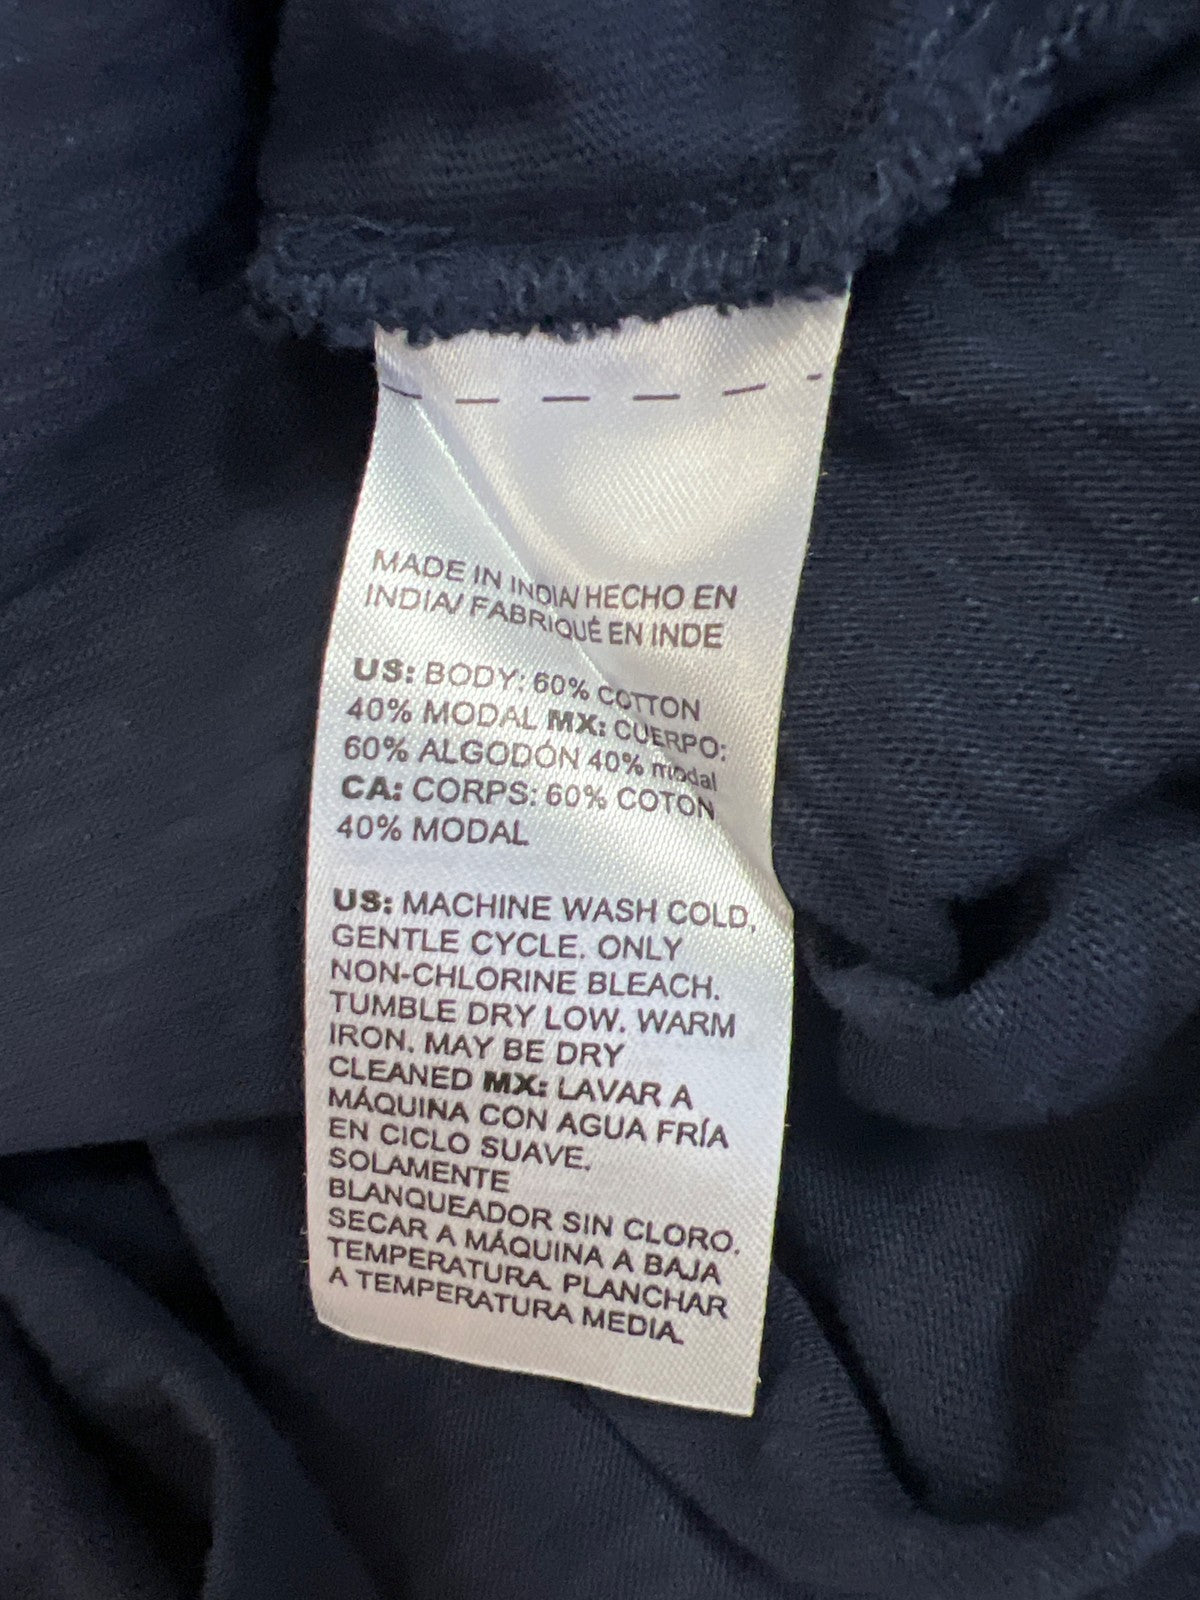 MADE IN INDIA/ HECHO EN
INDIA/ FABRIQUÉ EN INDE
US: BODY: 60% COTTON
40% MODAL MX: CUERPO:
60% ALGODÓN 40% modal
CA: CORPS: 60% COTON
40% MODAL
US: MACHINE WASH COLD,
GENTLE CYCLE. ONLY
NON-CHLORINE BLEACH.
TUMBLE DRY LOW. WARM
IRON. MAY BE DRY
CLEANED MX: LAVAR A
MÁQUINA CON AGUA FRÍA
EN CICLO SUAVE.
SOLAMENTE
BLANQUEADOR SIN CLORO.
SECAR A MÁQUINA A BAJA
TEMPERATURA. PLANCHAR
A TEMPERATURA MEDIA.